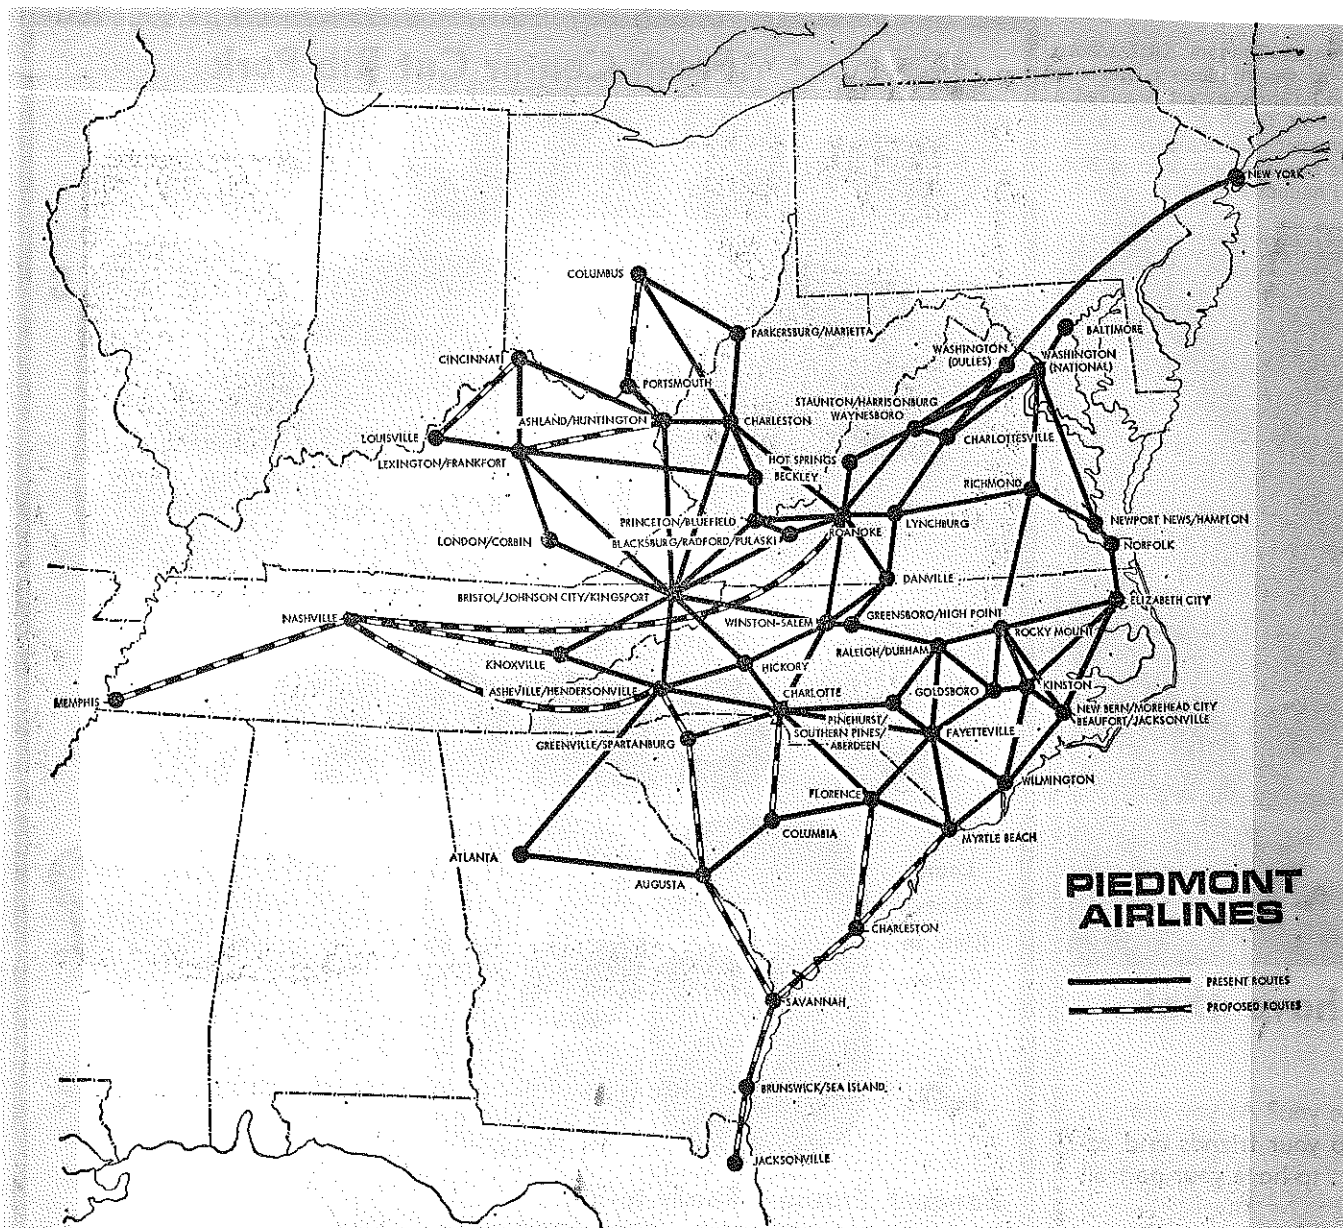 NEW YORK
COLUMBUS
PARKERSBURG/MARIETTA
BALTIMORE
WASHINGTON
(DULLES)
WASHINGTON
(NATIONAL)
CINCINNATI
PORTSMOUTH
STAUNTON/HARRISONBURG
WAYNESBORO
ASHLAND/HUNTINGTON
CHARLESTON
CHARLOTTESVILLE
LOUISVILLE
LEXINGTON/FRANKFORT
HOT SPRINGS
BECKLEY
RICHMOND
PRINCETON/BLUEFIELD
ROANOKE
LYNCHBURG
NEWPORT NEWS/HAMPTON
LONDON/CORBIN
BLACKSBURG/RADFORD/PULASKI
NORFOLK
DANVILLE
BRISTOL/JOHNSON CITY/KINGSPORT
ELIZABETH CITY
NASHVILLE
WINSTON-SALEM
GREENSBORO/HIGH POINT
ROCKY MOUNT
RALEIGH/DURHAM
KNOXVILLE
HICKORY
MEMPHIS
ASHEVILLE/HENDERSONVILLE
CHARLOTTE
GOLDSBORO
KINSTON
NEW BERN/MOREHEAD CITY
BEAUFORT/JACKSONVILLE
PINEHURST/
SOUTHERN PINES/
ABERDEEN
FAYETTEVILLE
GREENVILLE/SPARTANBURG
WILMINGTON
FLORENCE
COLUMBIA
MYRTLE BEACH
ATLANTA
AUGUSTA
PIEDMONT
AIRLINES
CHARLESTON
PRESENT ROUTES
SAVANNAH
PROPOSED ROUTES
BRUNSWICK/SEA ISLAND
JACKSONVILLE